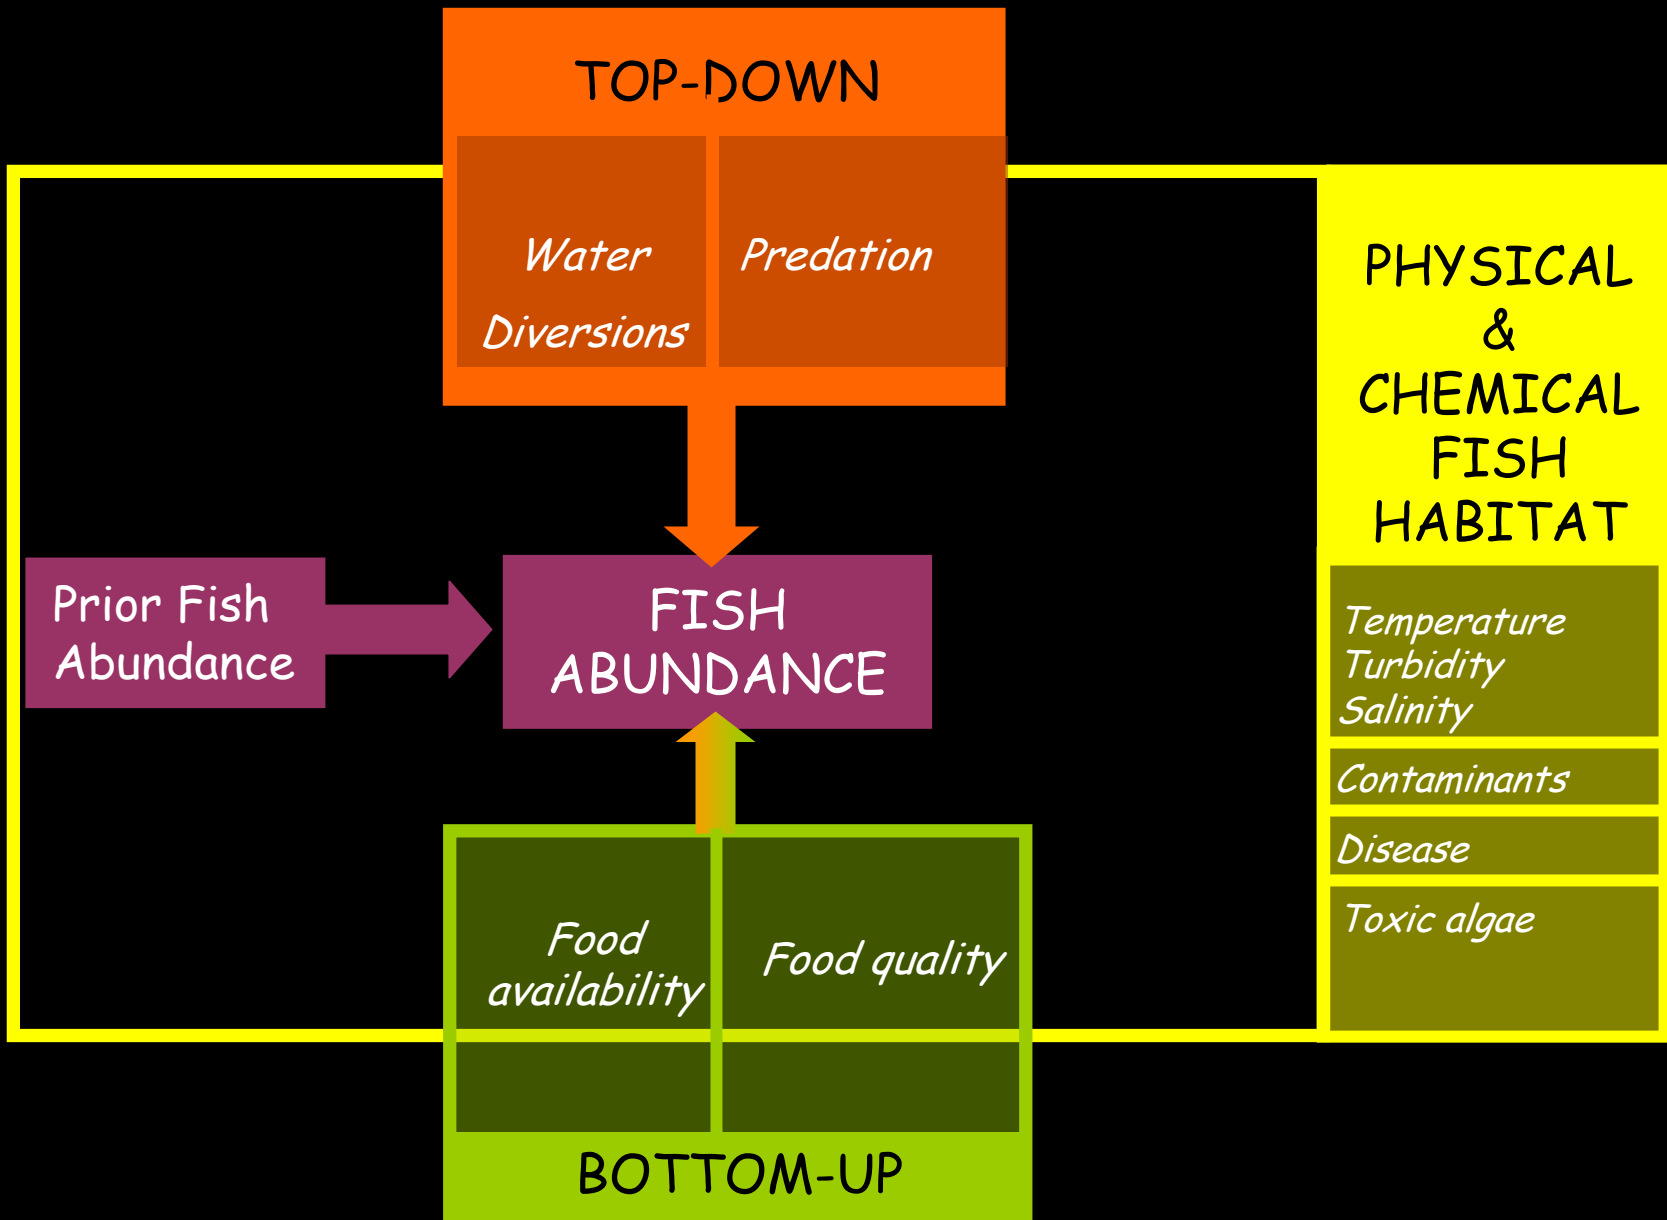 TOP-DOWN
Water
Diversions
Predation
PHYSICAL
&
CHEMICAL
FISH
HABITAT
Temperature
Turbidity
Salinity
Contaminants
Disease
Toxic algae
Prior Fish
Abundance
FISH
ABUNDANCE
Food
availability
Food quality
BOTTOM-UP